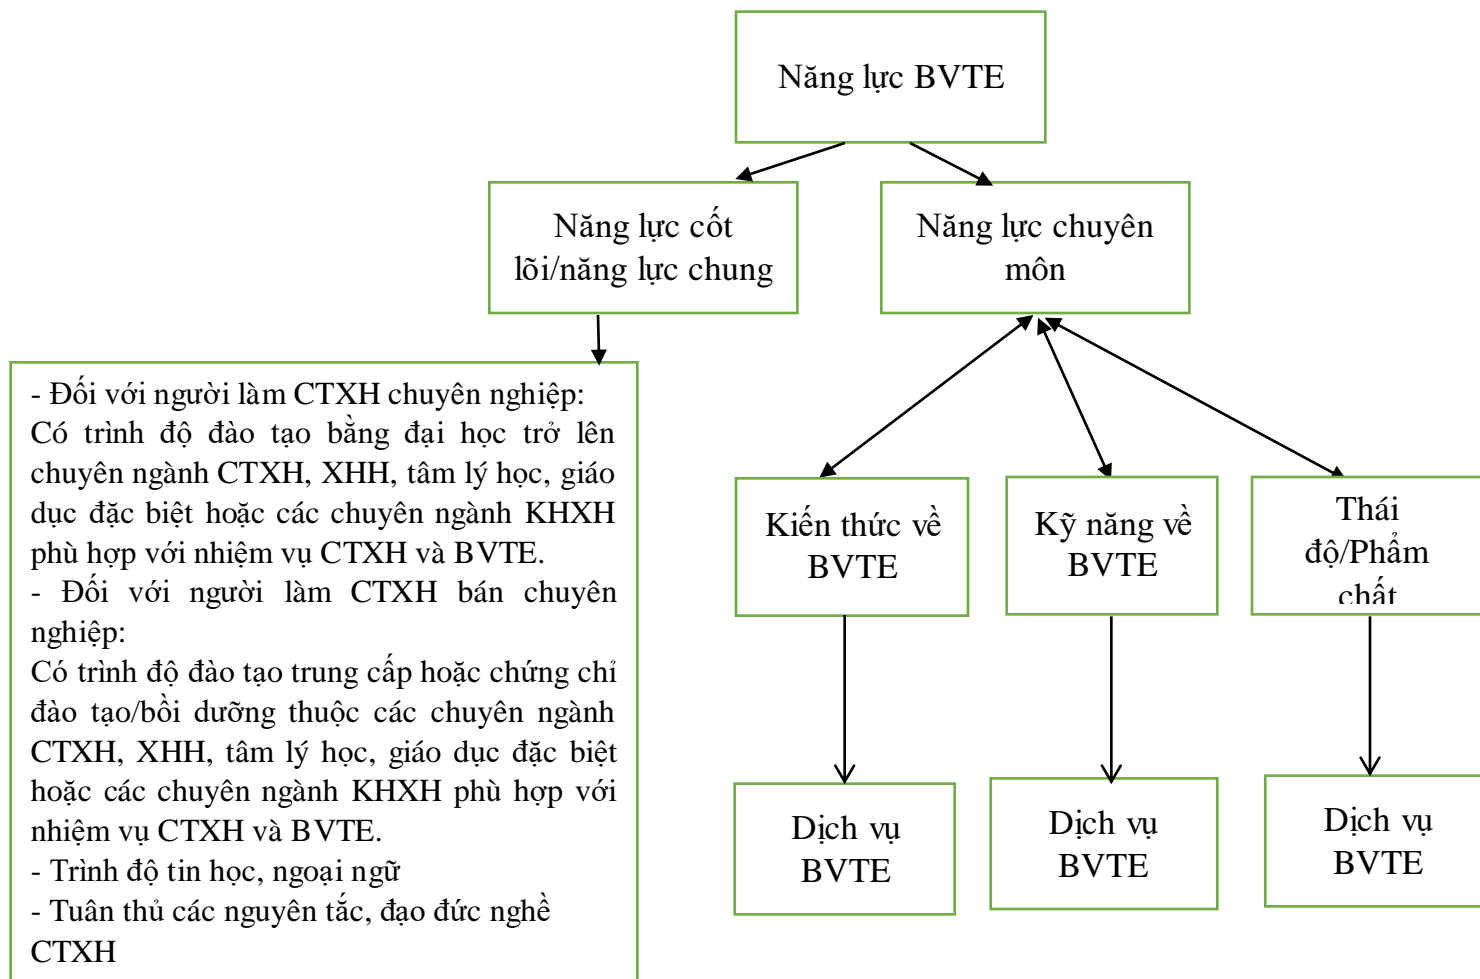 Năng lực BVTE
Năng lực cốt
lõi/năng lực chung
Năng lực chuyên
môn
- Đối với người làm CTXH chuyên nghiệp:
Có trình độ đào tạo bằng đại học trở lên
chuyên ngành CTXH, XHH, tâm lý học, giáo
dục đặc biệt hoặc các chuyên ngành KHXH
phù hợp với nhiệm vụ CTXH và BVTE.
- Đối với người làm CTXH bán chuyên
nghiệp:
Có trình độ đào tạo trung cấp hoặc chứng chỉ
đào tạo/bồi dưỡng thuộc các chuyên ngành
CTXH, XHH, tâm lý học, giáo dục đặc biệt
hoặc các chuyên ngành KHXH phù hợp với
nhiệm vụ CTXH và BVTE.
- Trình độ tin học, ngoại ngữ
- Tuân thủ các nguyên tắc, đạo đức nghề
CTXH
Kiến thức về
BVTE
Kỹ năng về
BVTE
Thái
độ/Phẩm
chất
Dịch vụ
BVTE
Dịch vụ
BVTE
Dịch vụ
BVTE